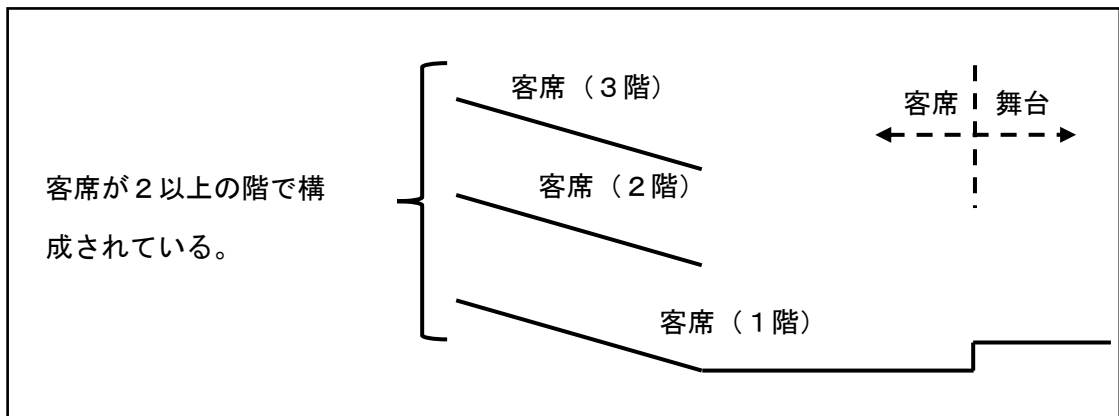 客席（３階）
客席
舞台
客席が２以上の階で構
成されている。
客席（２階）
客席（１階）